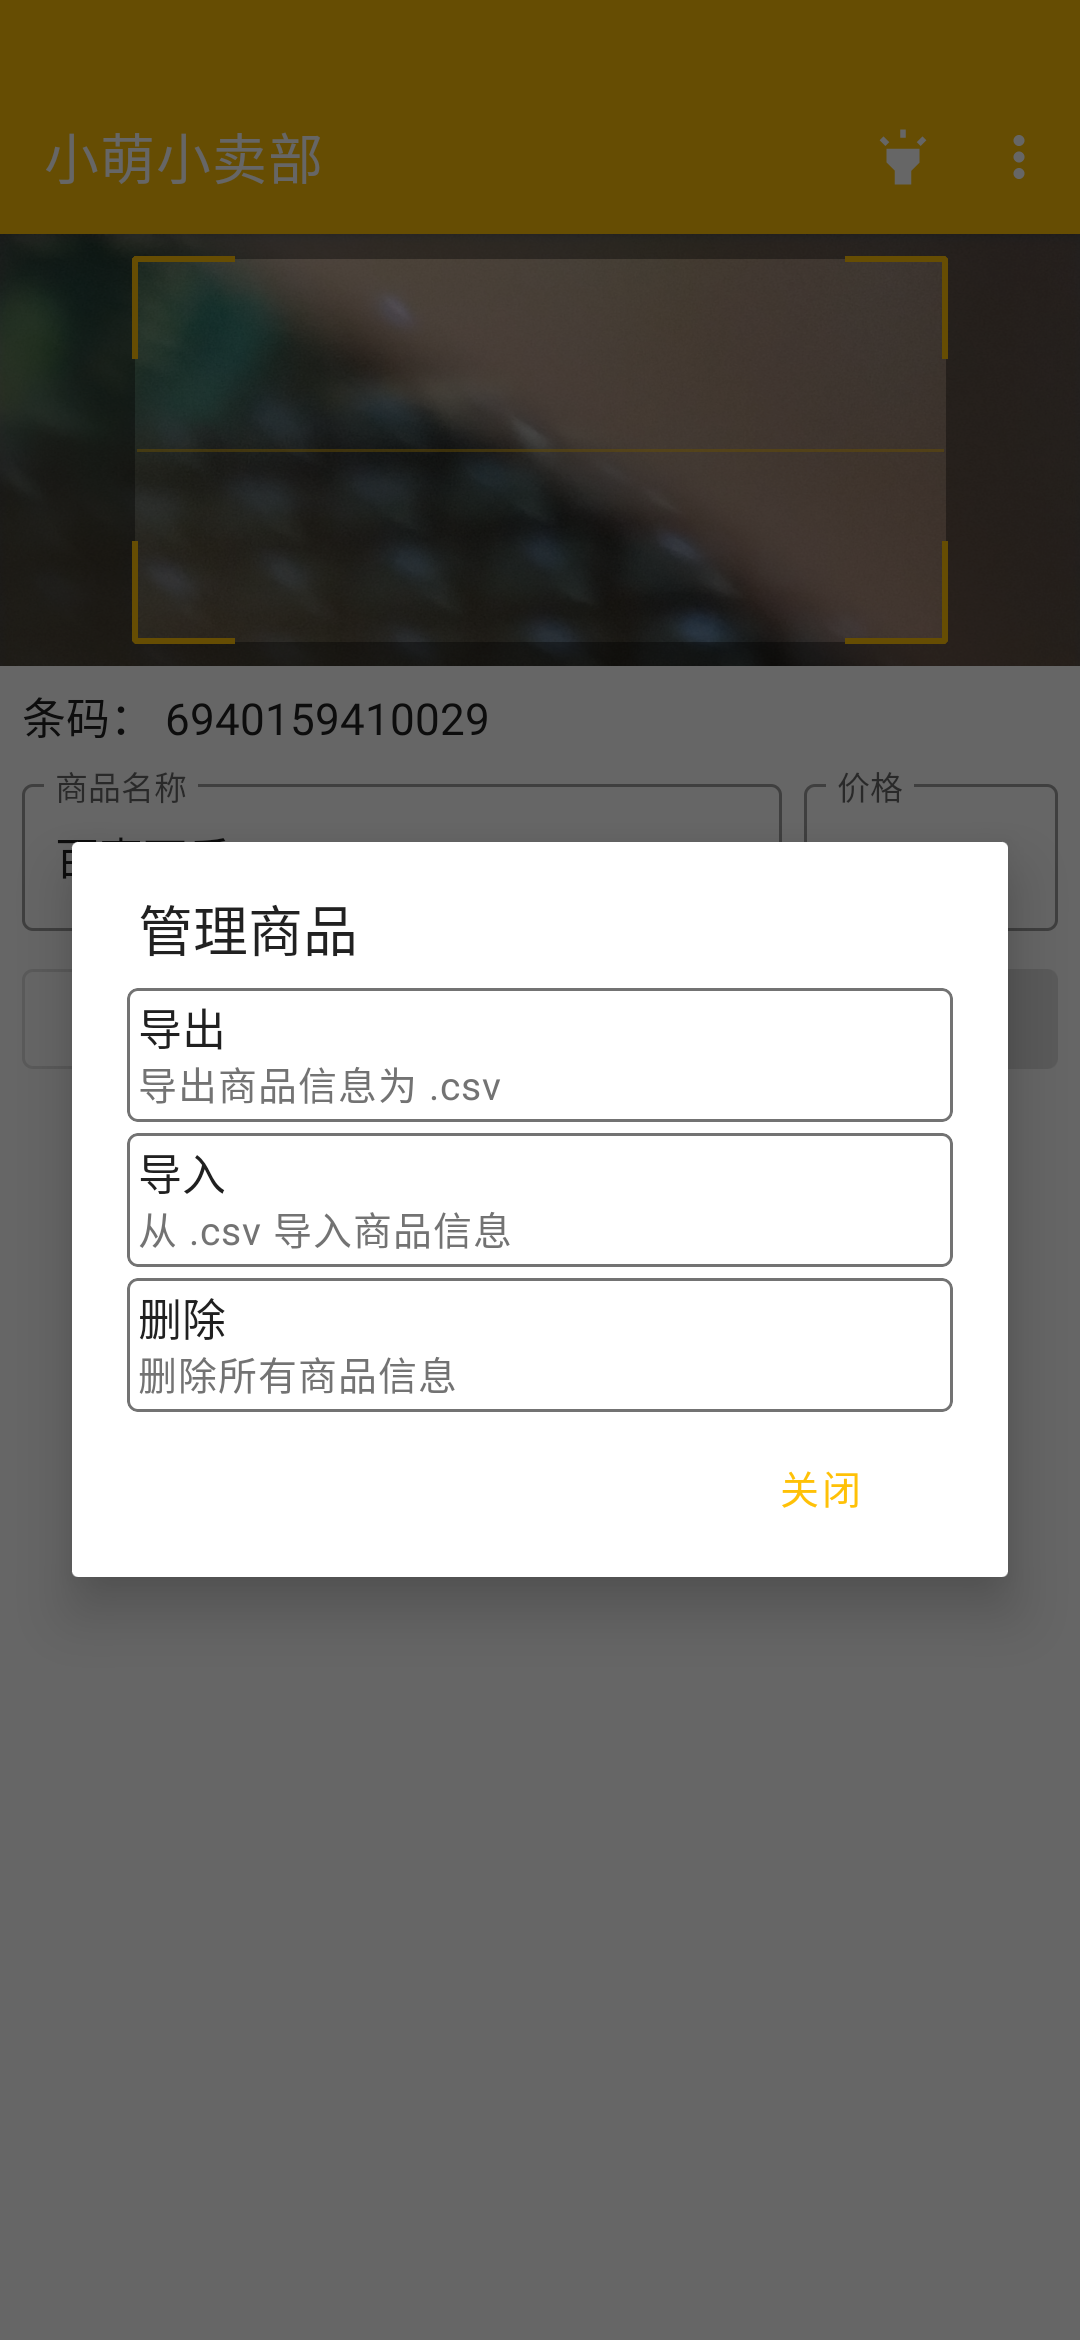 小萌小卖部
条码： 6940159410029
商品名称
价格
管理商品
导出
导出商品信息为 .csv
导入
从 .csv 导入商品信息
删除
删除所有商品信息
关闭